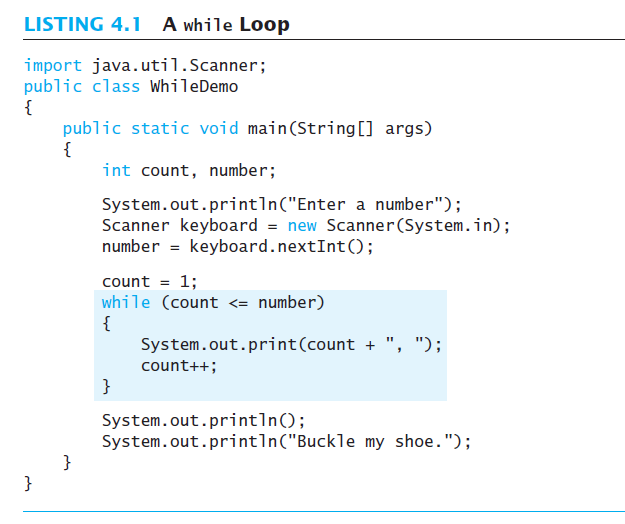 LISTING 4.1 A while Loop
import java.util.Scanner;
public class WhileDemo
{
public static void main(String[] args)
{
int count, number;
System.out.println("Enter a number");
Scanner keyboard = new Scanner(System.in);
number = keyboard.nextInt();
count = 1;
while (count <= number)
{
System.out.print(count + ", ");
count++;
}
System.out.println();
System.out.println("Buckle my shoe.");
}
}